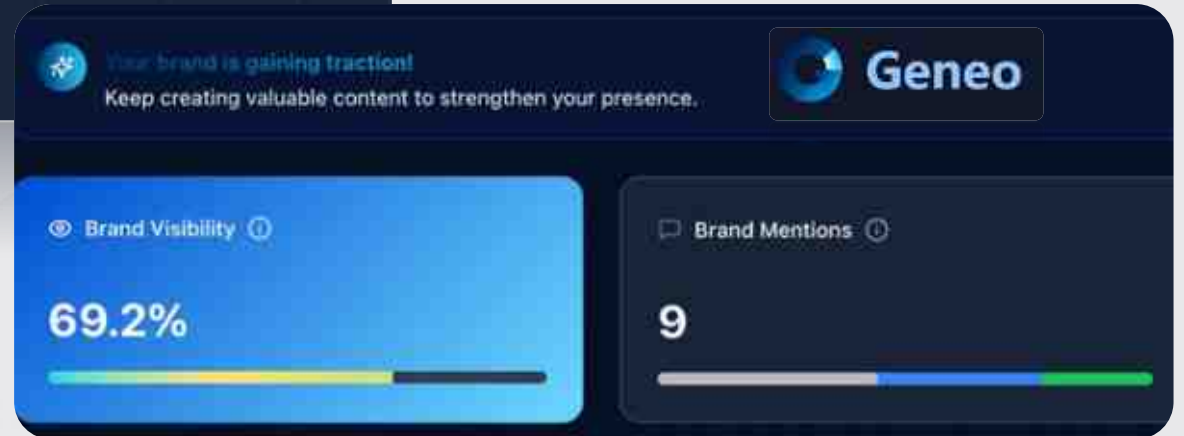 Your brand is gaining traction!
Keep creating valuable content to strengthen your presence.
Geneo
Brand Visibility
69.2%
Brand Mentions
9